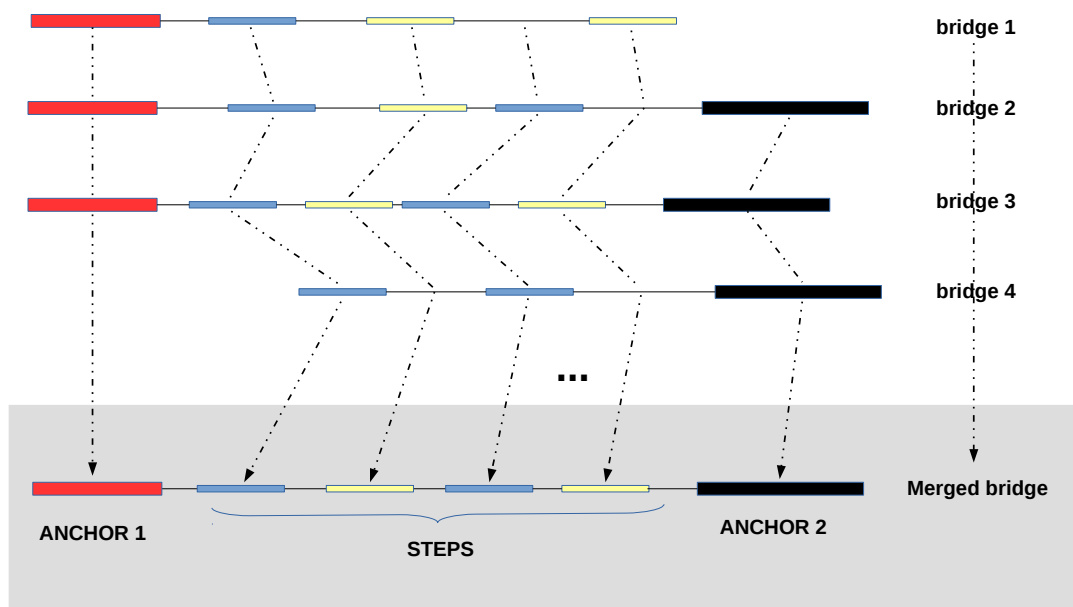 bridge 1
bridge 2
bridge 3
bridge 4
...
Merged bridge
ANCHOR 1
STEPS
ANCHOR 2